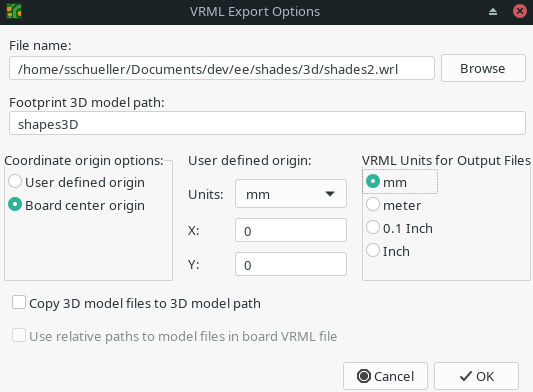 VRML Export Options
File name:
/home/sschueller/Documents/dev/ee/shades/3d/shades2.wrl
Browse
Footprint 3D model path:
shapes3D
Coordinate origin options:
User defined origin
Board center origin
User defined origin:
Units: mm
X: 0
Y: 0
VRML Units for Output Files
mm
meter
0.1 Inch
Inch
Copy 3D model files to 3D model path
Use relative paths to model files in board VRML file
Cancel
OK